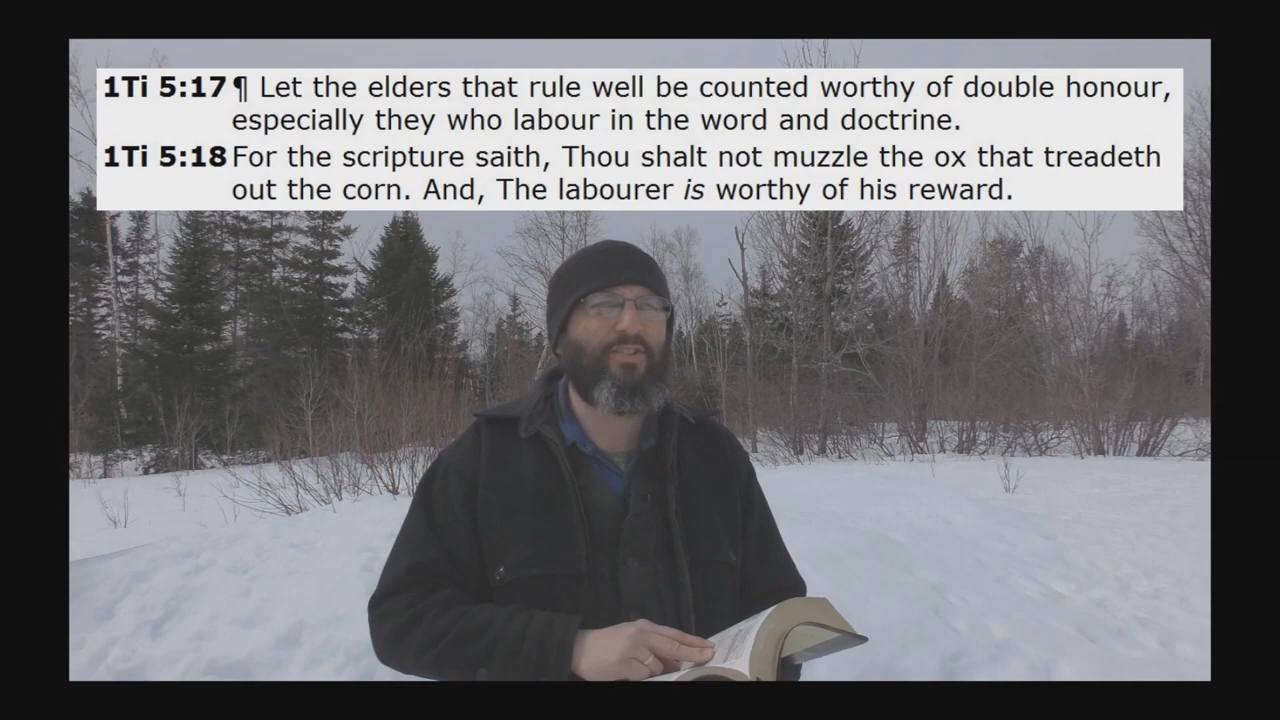 1Ti 5:17 ¶ Let the elders that rule well be counted worthy of double honour,
especially they who labour in the word and doctrine.
1Ti 5:18 For the scripture saith, Thou shalt not muzzle the ox that treadeth
out the corn. And, The labourer is worthy of his reward.